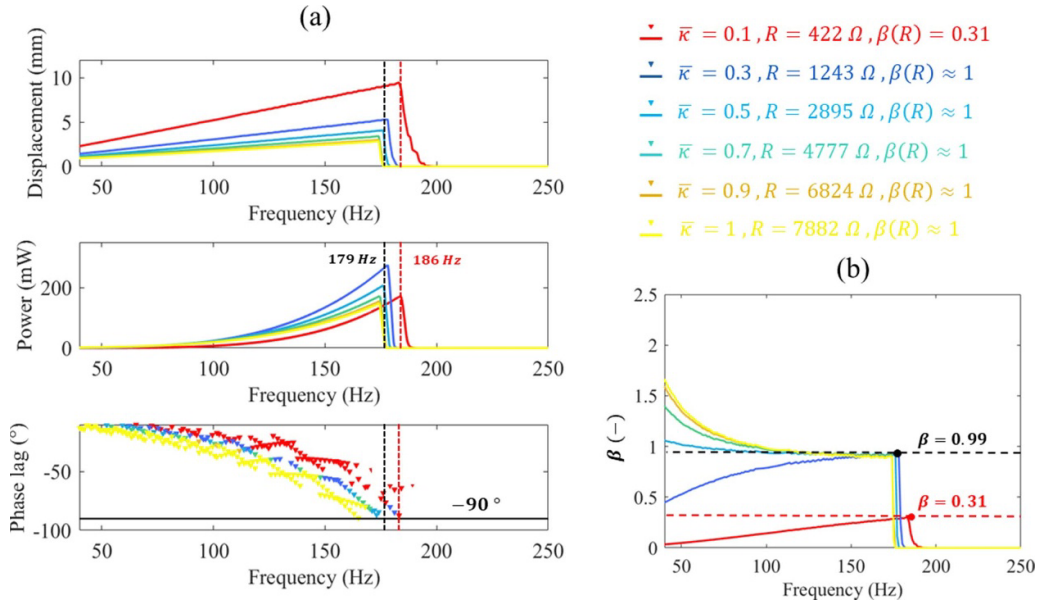 (a)
Displacement (mm)
10
5
0
50 100 150 200 250
Frequency (Hz)
Power (mW)
200
0
179 Hz
186 Hz
50 100 150 200 250
Frequency (Hz)
Phase lag (°)
-50
-100
−90 °
50 100 150 200 250
Frequency (Hz)
κ̅ = 0.1 , R = 422 Ω , β(R) = 0.31
κ̅ = 0.3 , R = 1243 Ω , β(R) ≈ 1
κ̅ = 0.5 , R = 2895 Ω , β(R) ≈ 1
κ̅ = 0.7 , R = 4777 Ω , β(R) ≈ 1
κ̅ = 0.9 , R = 6824 Ω , β(R) ≈ 1
κ̅ = 1 , R = 7882 Ω , β(R) ≈ 1
(b)
β (−)
2.5
2
1.5
1
0.5
0
β = 0.99
β = 0.31
50 100 150 200 250
Frequency (Hz)